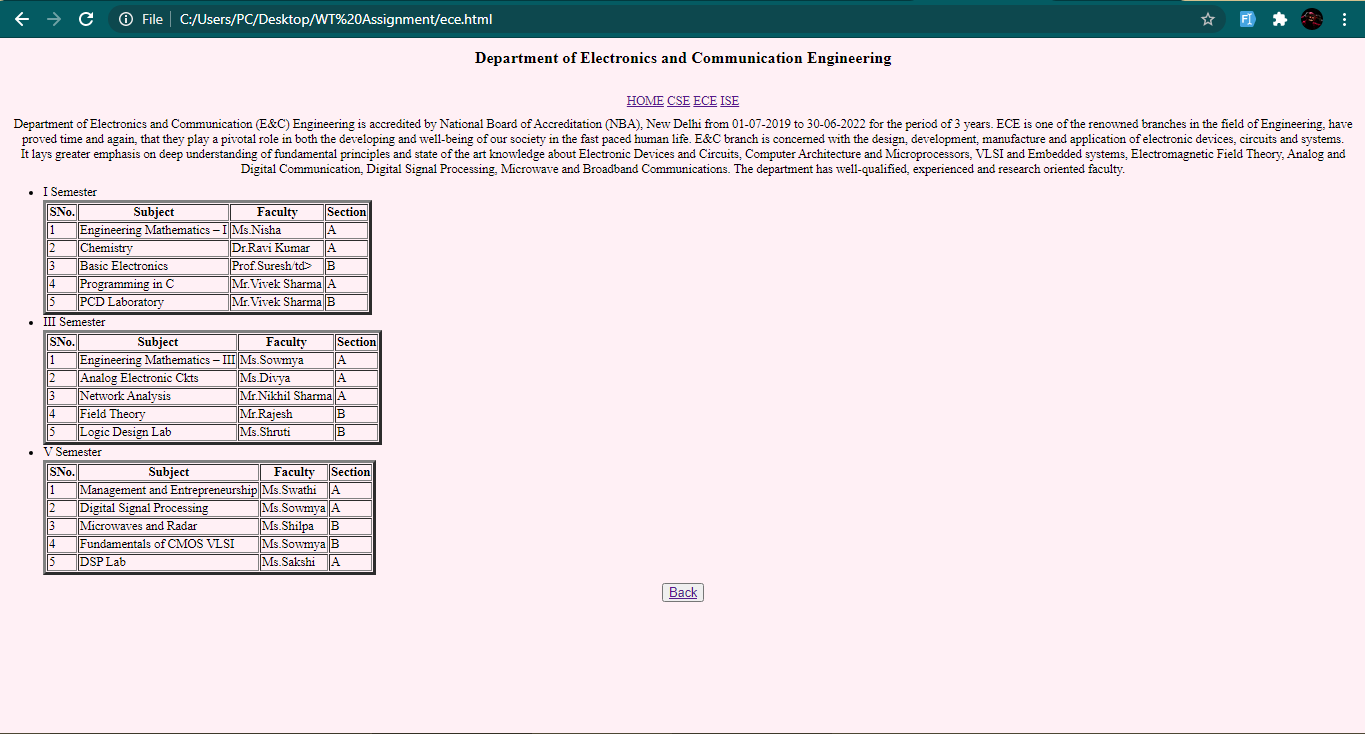 File C:/Users/PC/Desktop/WT%20Assignment/ece.html
Department of Electronics and Communication Engineering
HOME CSE ECE ISE
Department of Electronics and Communication (E&C) Engineering is accredited by National Board of Accreditation (NBA), New Delhi from 01-07-2019 to 30-06-2022 for the period of 3 years. ECE is one of the renowned branches in the field of Engineering, have
proved time and again, that they play a pivotal role in both the developing and well-being of our society in the fast paced human life. E&C branch is concerned with the design, development, manufacture and application of electronic devices, circuits and systems.
It lays greater emphasis on deep understanding of fundamental principles and state of the art knowledge about Electronic Devices and Circuits, Computer Architecture and Microprocessors, VLSI and Embedded systems, Electromagnetic Field Theory, Analog and
Digital Communication, Digital Signal Processing, Microwave and Broadband Communications. The department has well-qualified, experienced and research oriented faculty.
• I Semester
SNo. Subject Faculty Section
1 Engineering Mathematics – I Ms.Nisha A
2 Chemistry Dr.Ravi Kumar A
3 Basic Electronics Prof.Suresh/td> B
4 Programming in C Mr.Vivek Sharma A
5 PCD Laboratory Mr.Vivek Sharma B
• III Semester
SNo. Subject Faculty Section
1 Engineering Mathematics – III Ms.Sowmya A
2 Analog Electronic Ckts Ms.Divya A
3 Network Analysis Mr.Nikhil Sharma A
4 Field Theory Mr.Rajesh B
5 Logic Design Lab Ms.Shruti B
• V Semester
SNo. Subject Faculty Section
1 Management and Entrepreneurship Ms.Swathi A
2 Digital Signal Processing Ms.Sowmya A
3 Microwaves and Radar Ms.Shilpa B
4 Fundamentals of CMOS VLSI Ms.Sowmya B
5 DSP Lab Ms.Sakshi A
Back